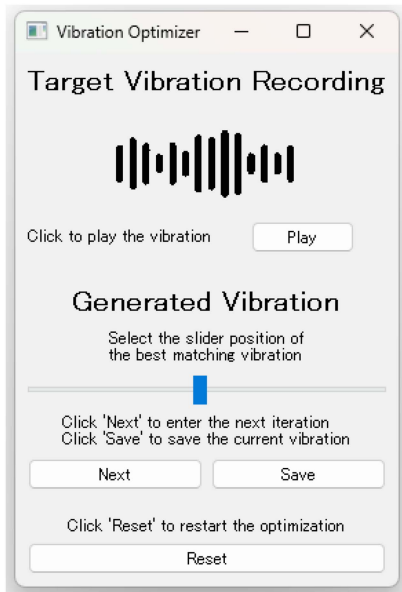 Vibration Optimizer
Target Vibration Recording
Click to play the vibration
Play
Generated Vibration
Select the slider position of
the best matching vibration
Click 'Next' to enter the next iteration
Click 'Save' to save the current vibration
Next
Save
Click 'Reset' to restart the optimization
Reset